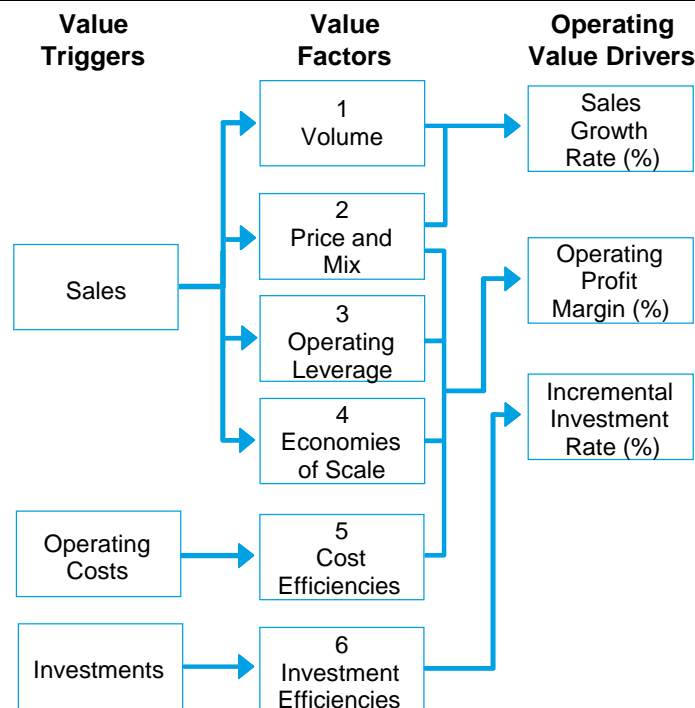 Value
Triggers
Value
Factors
Operating
Value Drivers
1
Volume
Sales
Growth
Rate (%)
2
Price and
Mix
Sales
Operating
Profit
Margin (%)
3
Operating
Leverage
Incremental
Investment
Rate (%)
4
Economies
of Scale
Operating
Costs
5
Cost
Efficiencies
Investments
6
Investment
Efficiencies